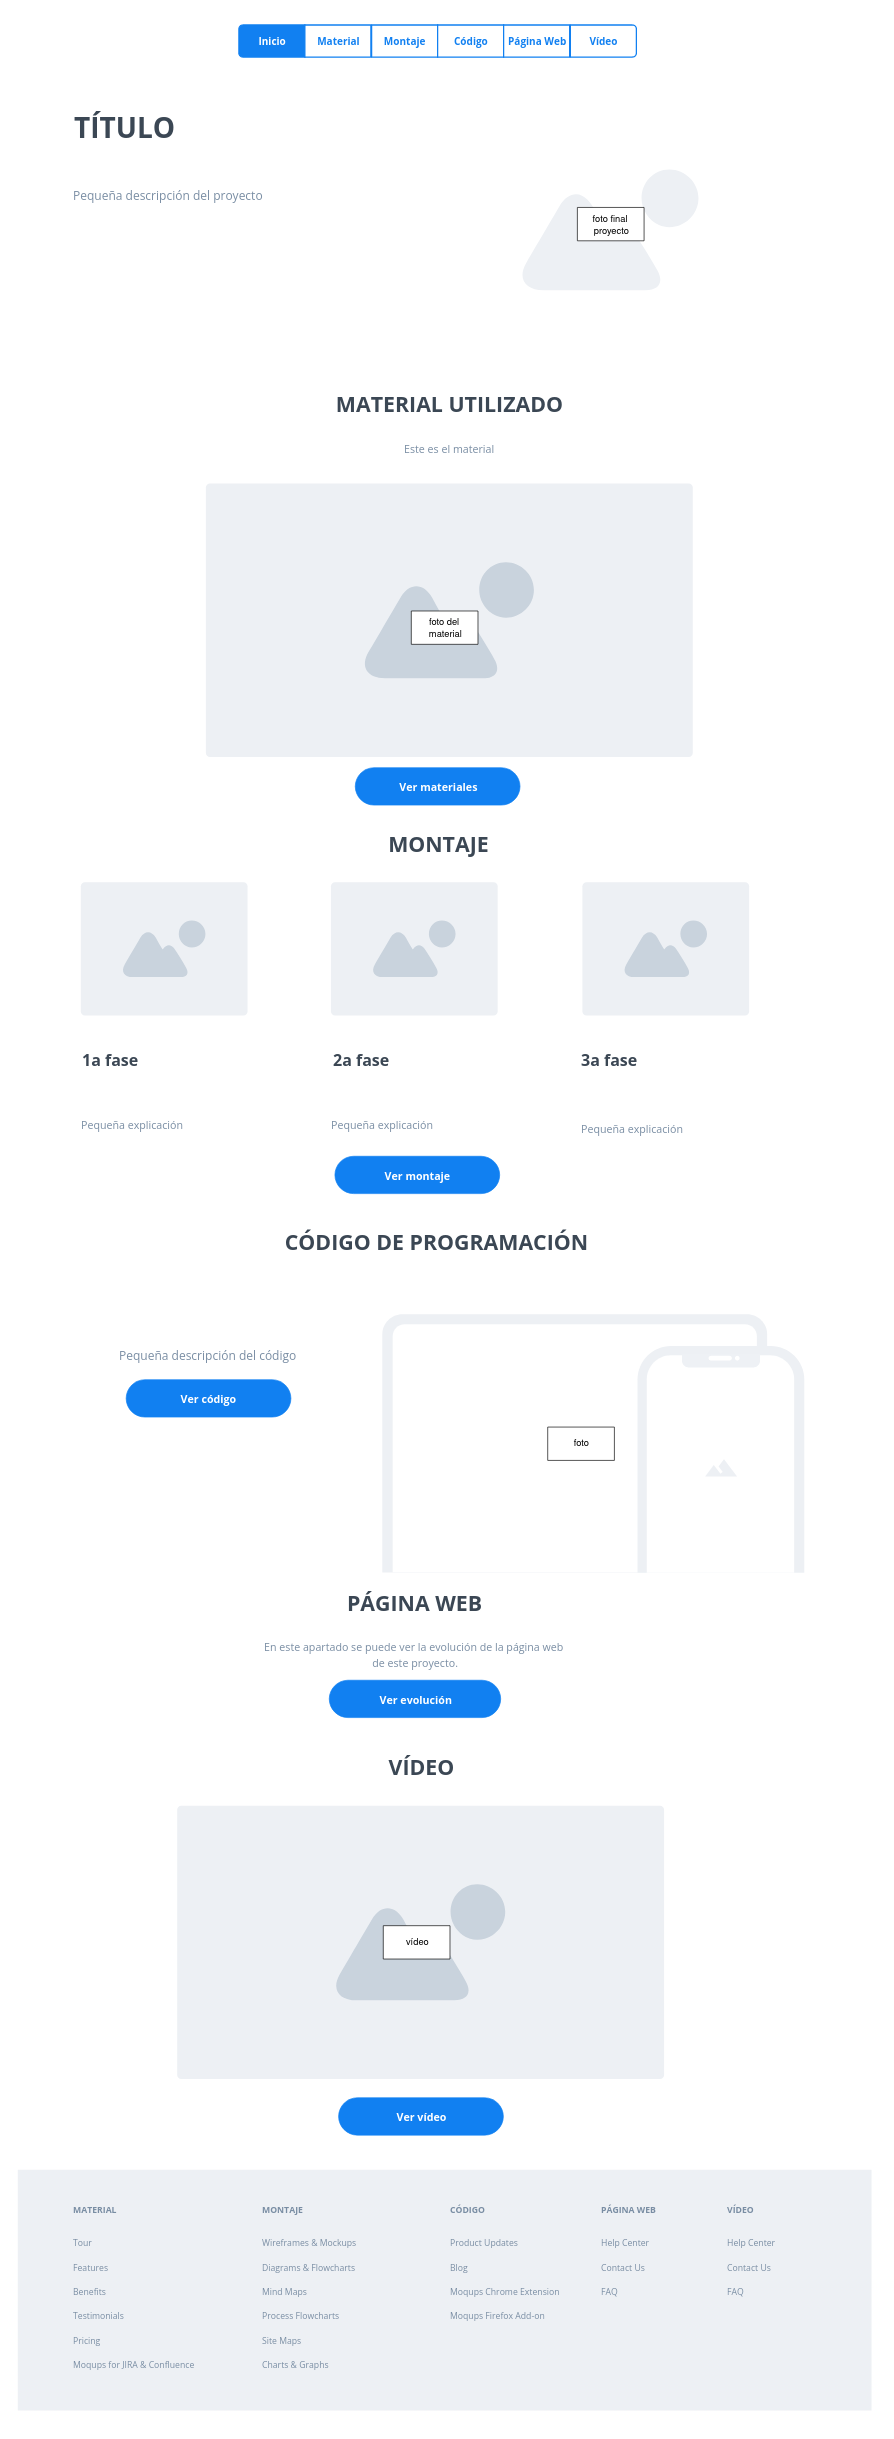 Inicio Material Montaje Código Página Web Vídeo
TÍTULO
Pequeña descripción del proyecto
foto final
proyecto
MATERIAL UTILIZADO
Este es el material
foto del
material
Ver materiales
MONTAJE
1a fase
2a fase
3a fase
Pequeña explicación
Pequeña explicación
Pequeña explicación
Ver montaje
CÓDIGO DE PROGRAMACIÓN
Pequeña descripción del código
Ver código
foto
PÁGINA WEB
En este apartado se puede ver la evolución de la página web
de este proyecto.
Ver evolución
VÍDEO
vídeo
Ver vídeo
MATERIAL
Tour
Features
Benefits
Testimonials
Pricing
Moqups for JIRA & Confluence
MONTAJE
Wireframes & Mockups
Diagrams & Flowcharts
Mind Maps
Process Flowcharts
Site Maps
Charts & Graphs
CÓDIGO
Product Updates
Blog
Moqups Chrome Extension
Moqups Firefox Add-on
PÁGINA WEB
Help Center
Contact Us
FAQ
VÍDEO
Help Center
Contact Us
FAQ